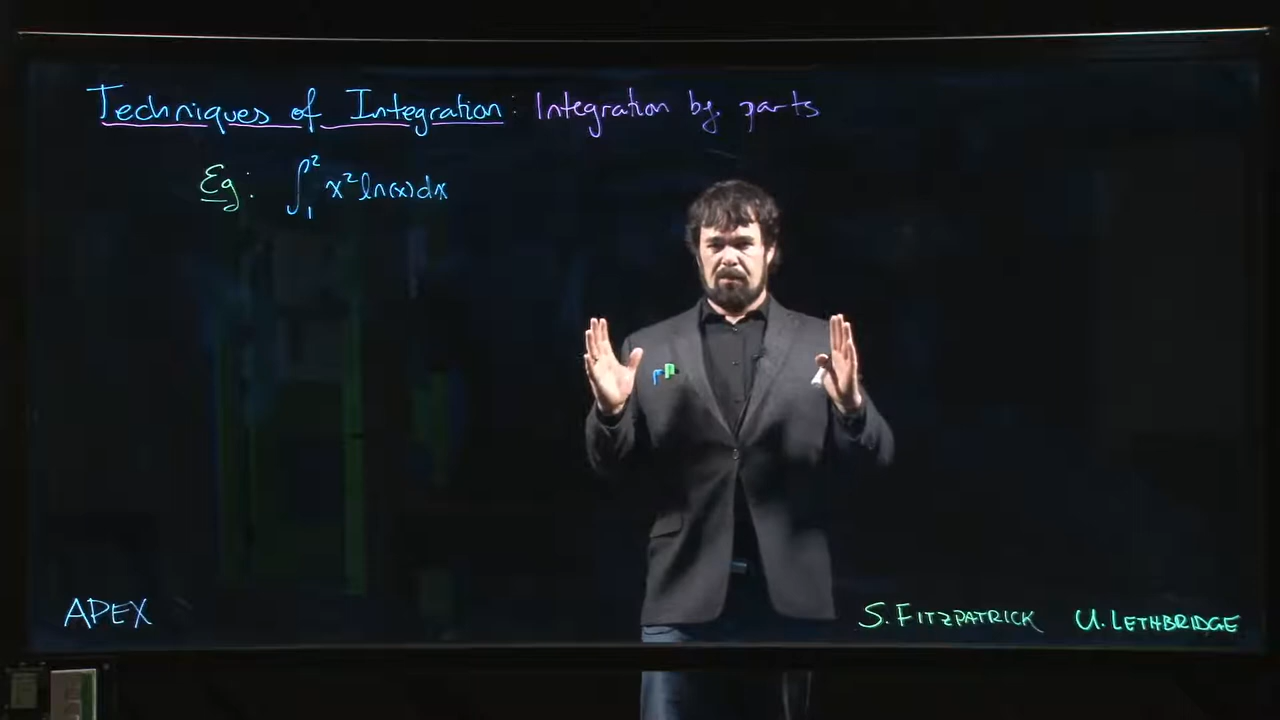 Techniques of Integration: Integration by parts
Eg: ∫₁² x² ln(x) dx
APEX
S. FITZPATRICK U. LETHBRIDGE